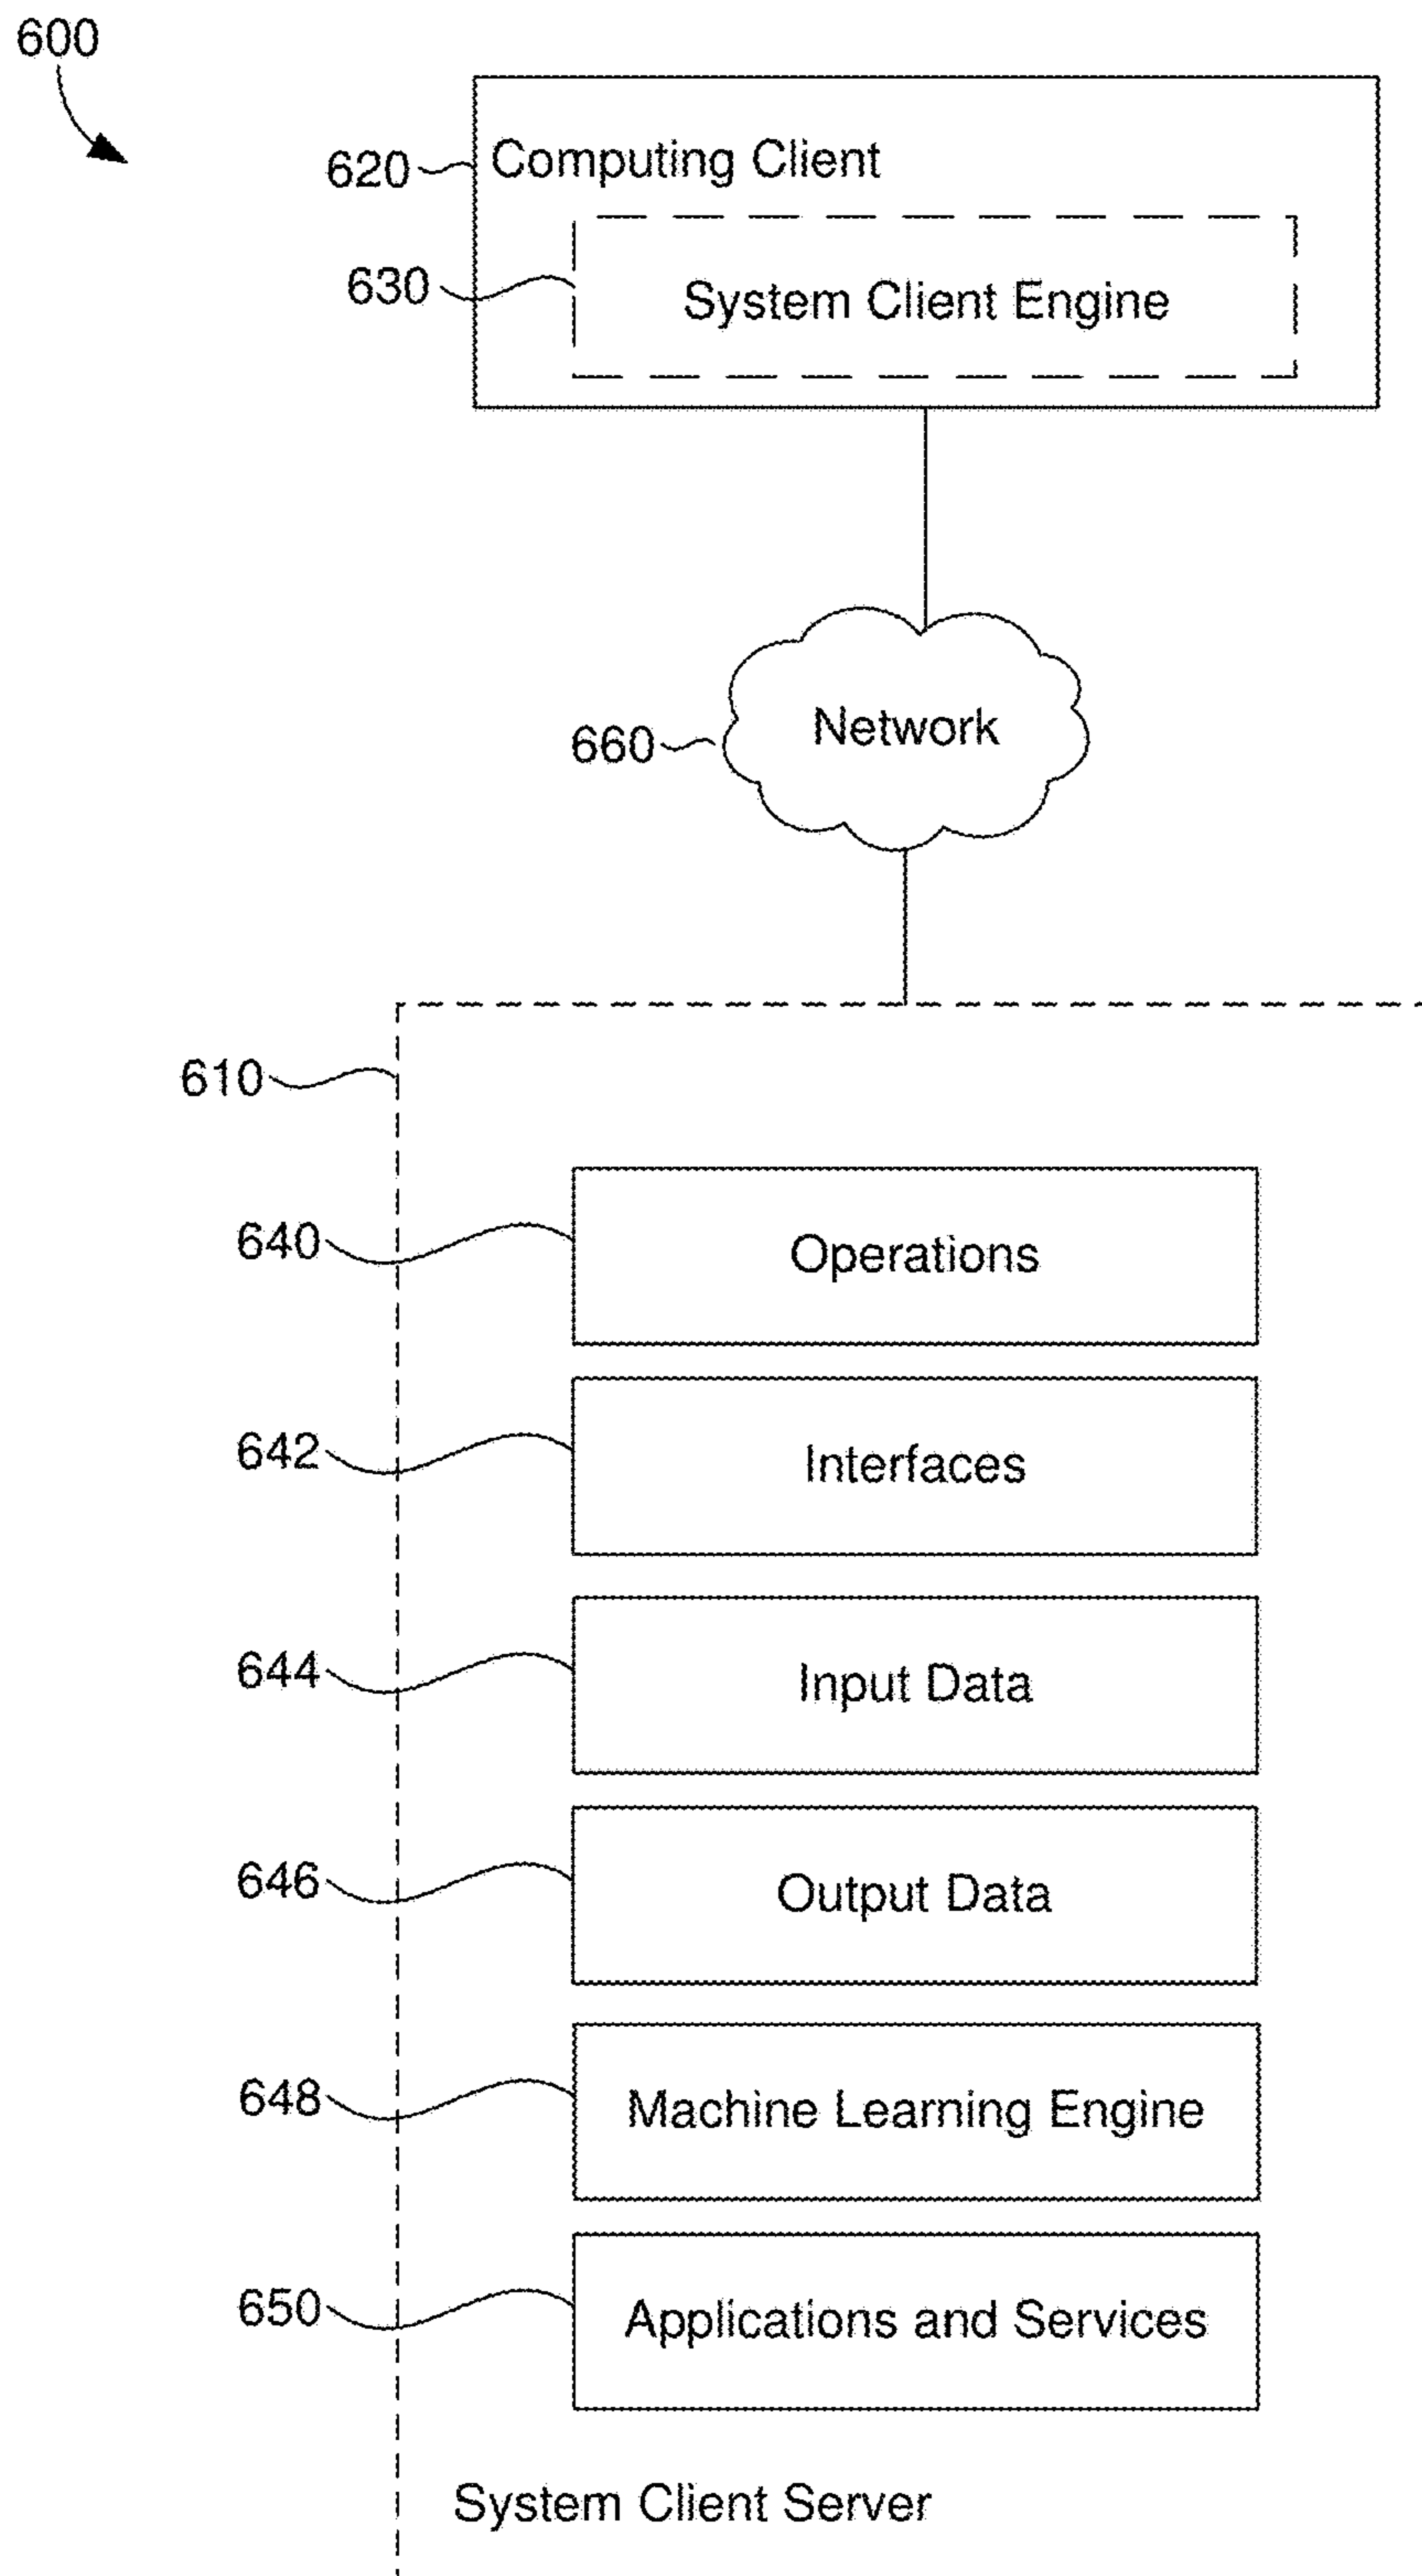 600
620 Computing Client
630 System Client Engine
660 Network
610
640 Operations
642 Interfaces
644 Input Data
646 Output Data
648 Machine Learning Engine
650 Applications and Services
System Client Server